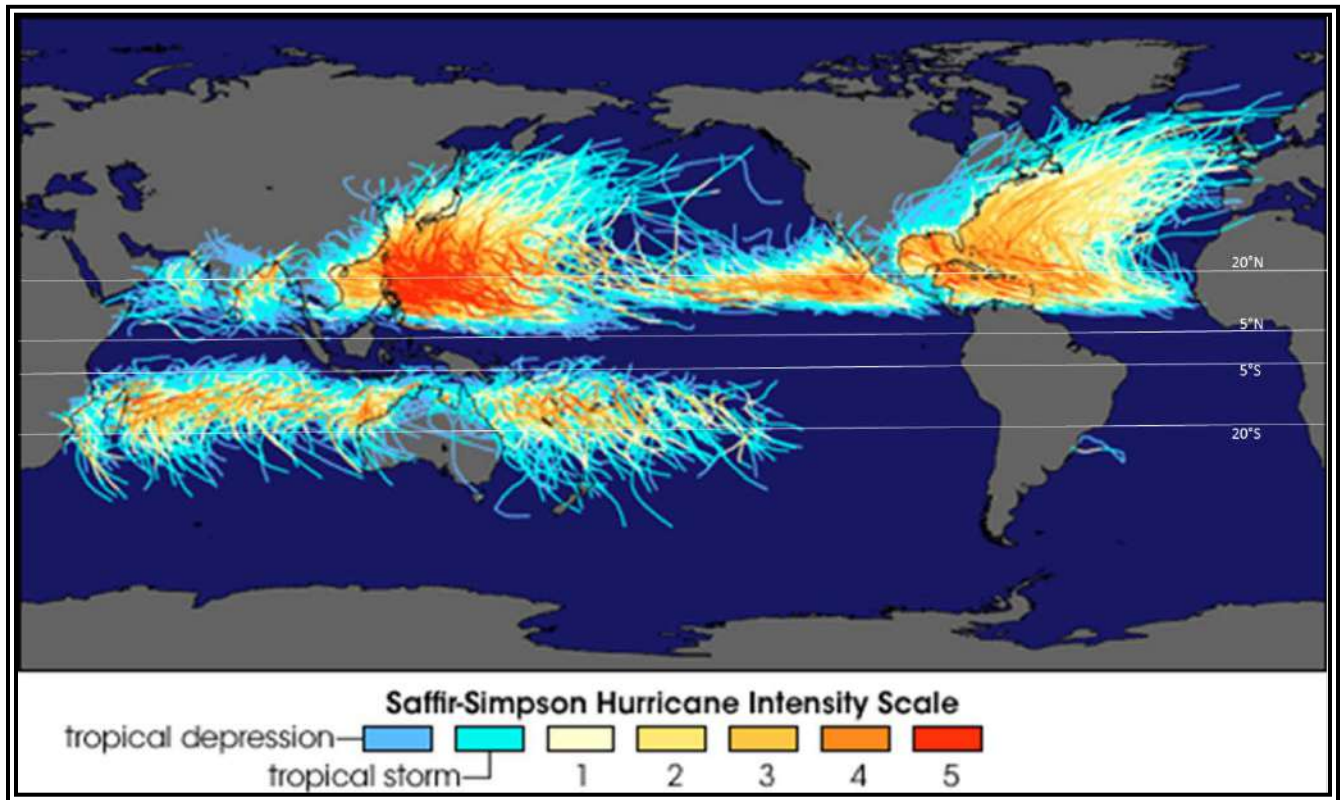 20˚N
5˚N
5˚S
20˚S
Saffir-Simpson Hurricane Intensity Scale
tropical depression
tropical storm
1 2 3 4 5